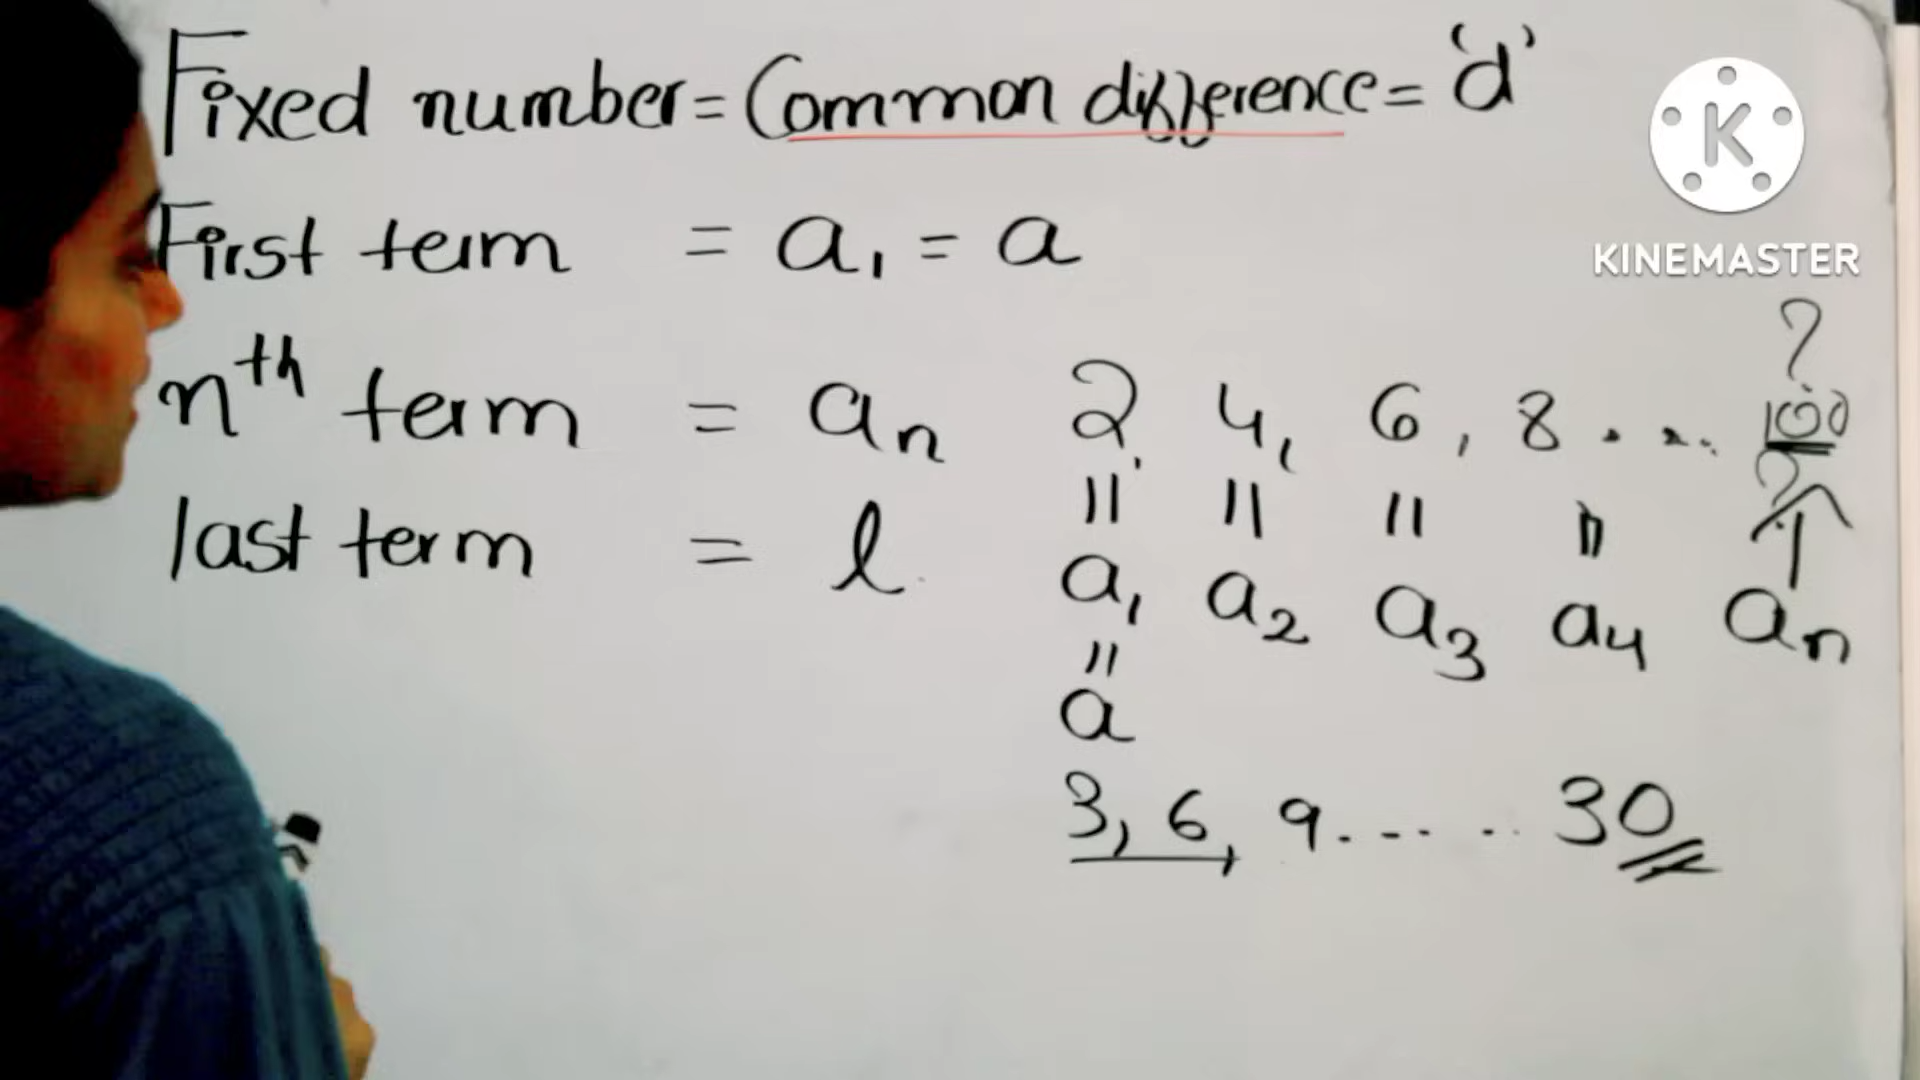 Fixed number = Common difference = 'd'
K
KINEMASTER
First term = a₁ = a
nth term = aₙ
?
2, 4, 6, 8 . . . . 100
last term = l
|| || || ||
a₁ a₂ a₃ a₄ aₙ
||
a
3, 6, 9 . . . . . 30